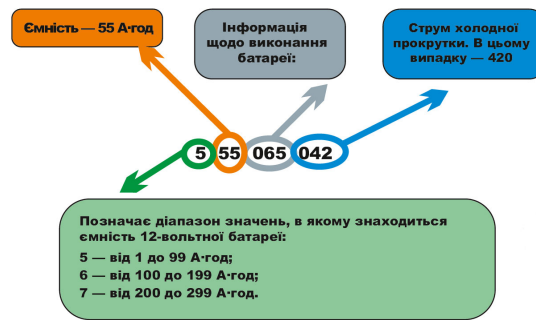 Ємність — 55 А·год
Інформація
щодо виконання
батареї:
Струм холодної
прокрутки. В цьому
випадку — 420
5 55 065 042
Позначає діапазон значень, в якому знаходиться
ємність 12-вольтної батареї:
5 — від 1 до 99 А·год;
6 — від 100 до 199 А·год;
7 — від 200 до 299 А·год.